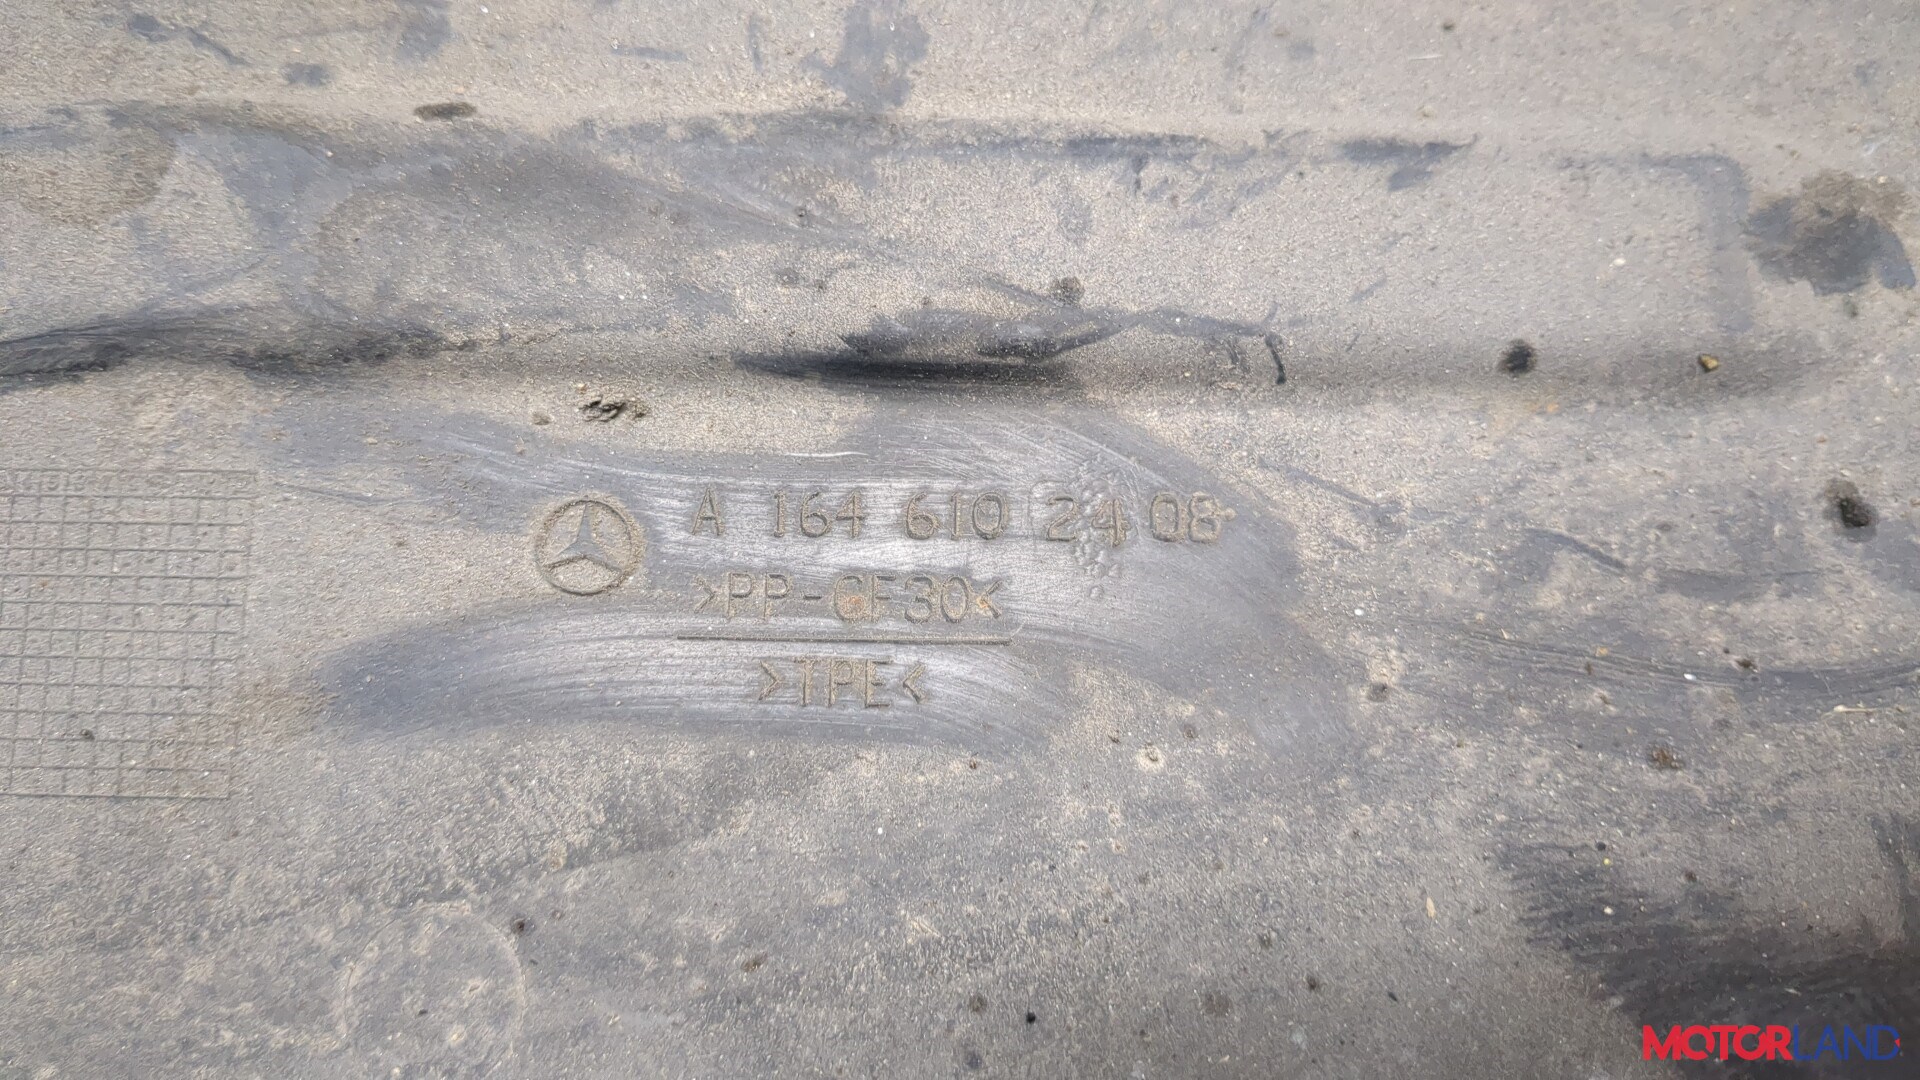 A 164 610 24 08
>PP-GF30<
>TPE<
MOTORLAND